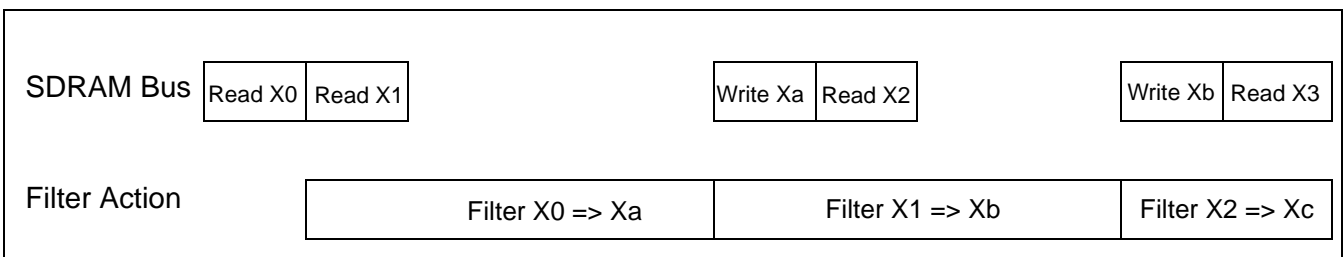 SDRAM Bus Read X0 Read X1 Write Xa Read X2 Write Xb Read X3
Filter Action Filter X0 => Xa Filter X1 => Xb Filter X2 => Xc